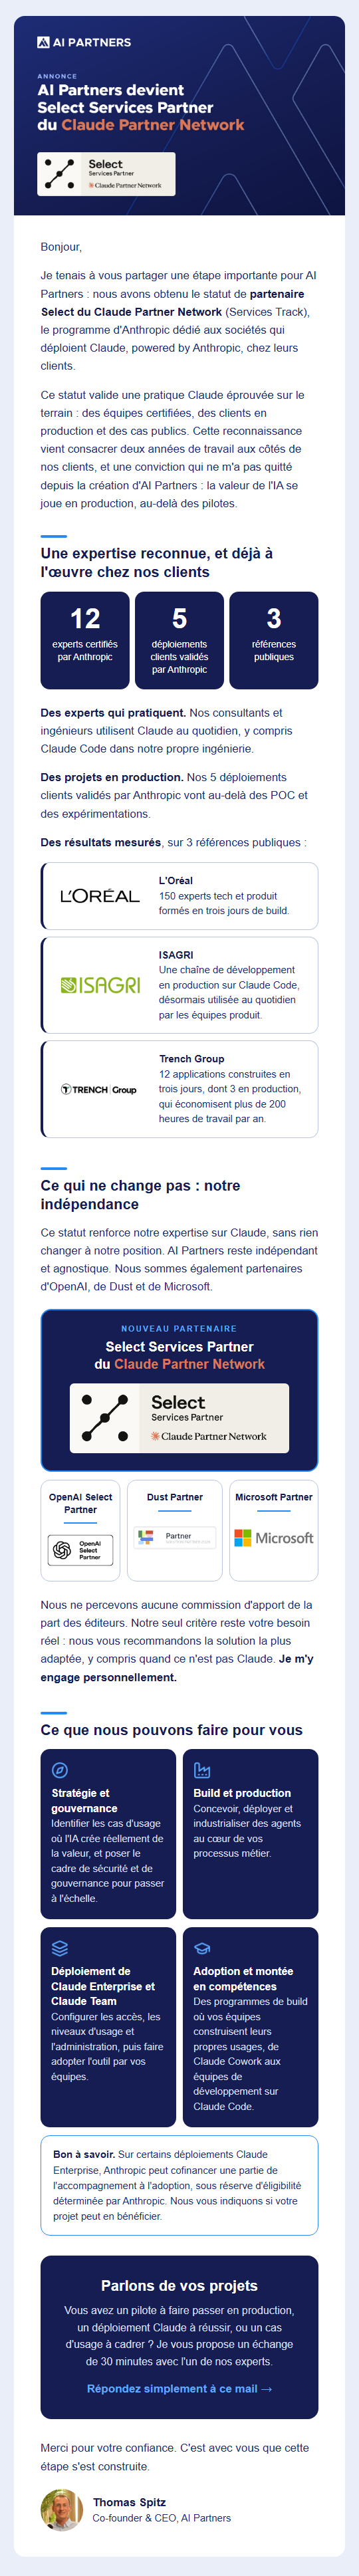 AI PARTNERS
ANNONCE
AI Partners devient
Select Services Partner
du Claude Partner Network
Select
Services Partner
Claude Partner Network
Bonjour,
Je tenais à vous partager une étape importante pour AI
Partners : nous avons obtenu le statut de partenaire
Select du Claude Partner Network (Services Track),
le programme d'Anthropic dédié aux sociétés qui
déploient Claude, powered by Anthropic, chez leurs
clients.
Ce statut valide une pratique Claude éprouvée sur le
terrain : des équipes certifiées, des clients en
production et des cas publics. Cette reconnaissance
vient consacrer deux années de travail aux côtés de
nos clients, et une conviction qui ne m'a pas quitté
depuis la création d'AI Partners : la valeur de l'IA se
joue en production, au-delà des pilotes.
Une expertise reconnue, et déjà à
l'œuvre chez nos clients
12
experts certifiés
par Anthropic
5
déploiements
clients validés
par Anthropic
3
références
publiques
Des experts qui pratiquent. Nos consultants et
ingénieurs utilisent Claude au quotidien, y compris
Claude Code dans notre propre ingénierie.
Des projets en production. Nos 5 déploiements
clients validés par Anthropic vont au-delà des POC et
des expérimentations.
Des résultats mesurés, sur 3 références publiques :
L'ORÉAL
L'Oréal
150 experts tech et produit
formés en trois jours de build.
ISAGRI
ISAGRI
Une chaîne de développement
en production sur Claude Code,
désormais utilisée au quotidien
par les équipes produit.
TRENCH Group
Trench Group
12 applications construites en
trois jours, dont 3 en production,
qui économisent plus de 200
heures de travail par an.
Ce qui ne change pas : notre
indépendance
Ce statut renforce notre expertise sur Claude, sans rien
changer à notre position. AI Partners reste indépendant
et agnostique. Nous sommes également partenaires
d'OpenAI, de Dust et de Microsoft.
NOUVEAU PARTENAIRE
Select Services Partner
du Claude Partner Network
Select
Services Partner
Claude Partner Network
OpenAI Select
Partner
OpenAI
Select
Partner
Dust Partner
Partner
Microsoft Partner
Microsoft
Nous ne percevons aucune commission d'apport de la
part des éditeurs. Notre seul critère reste votre besoin
réel : nous vous recommandons la solution la plus
adaptée, y compris quand ce n'est pas Claude. Je m'y
engage personnellement.
Ce que nous pouvons faire pour vous
Stratégie et
gouvernance
Identifier les cas d'usage
où l'IA crée réellement de
la valeur, et poser le
cadre de sécurité et de
gouvernance pour passer
à l'échelle.
Build et production
Concevoir, déployer et
industrialiser des agents
au cœur de vos
processus métier.
Déploiement de
Claude Enterprise et
Claude Team
Configurer les accès, les
niveaux d'usage et
l'administration, puis faire
adopter l'outil par vos
équipes.
Adoption et montée
en compétences
Des programmes de build
où vos équipes
construisent leurs
propres usages, de
Claude Cowork aux
équipes de
développement sur
Claude Code.
Bon à savoir. Sur certains déploiements Claude
Enterprise, Anthropic peut cofinancer une partie de
l'accompagnement à l'adoption, sous réserve d'éligibilité
déterminée par Anthropic. Nous vous indiquons si votre
projet peut en bénéficier.
Parlons de vos projets
Vous avez un pilote à faire passer en production,
un déploiement Claude à réussir, ou un cas
d'usage à cadrer ? Je vous propose un échange
de 30 minutes avec l'un de nos experts.
Répondez simplement à ce mail →
Merci pour votre confiance. C'est avec vous que cette
étape s'est construite.
Thomas Spitz
Co-founder & CEO, AI Partners